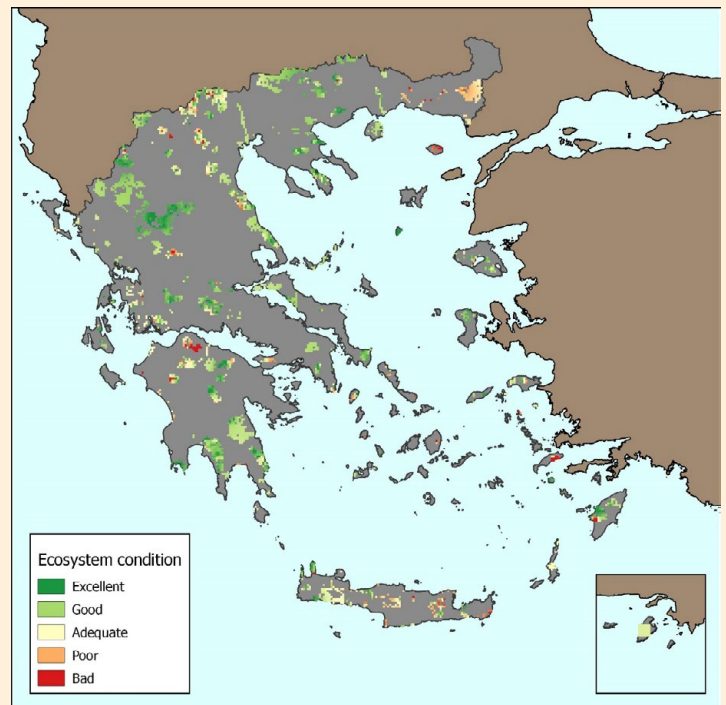 Ecosystem condition
Excellent
Good
Adequate
Poor
Bad